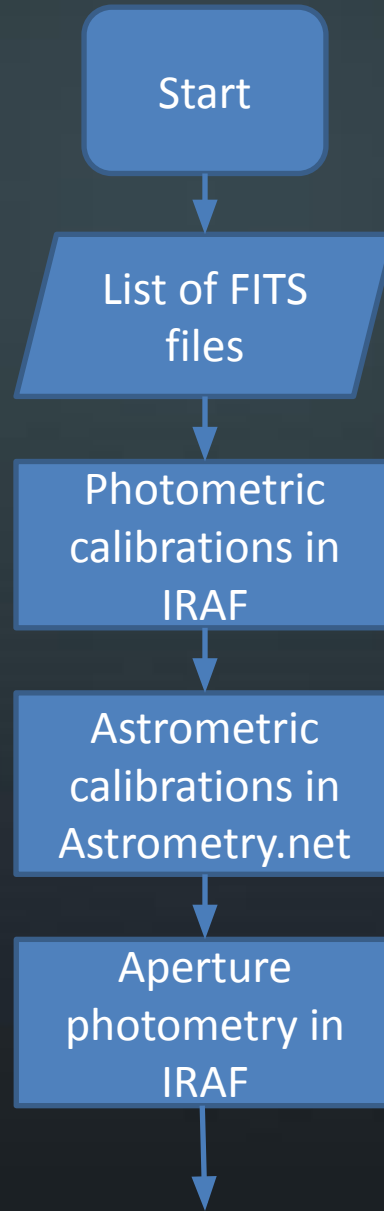 Start
List of FITS
files
Photometric
calibrations in
IRAF
Astrometric
calibrations in
Astrometry.net
Aperture
photometry in
IRAF